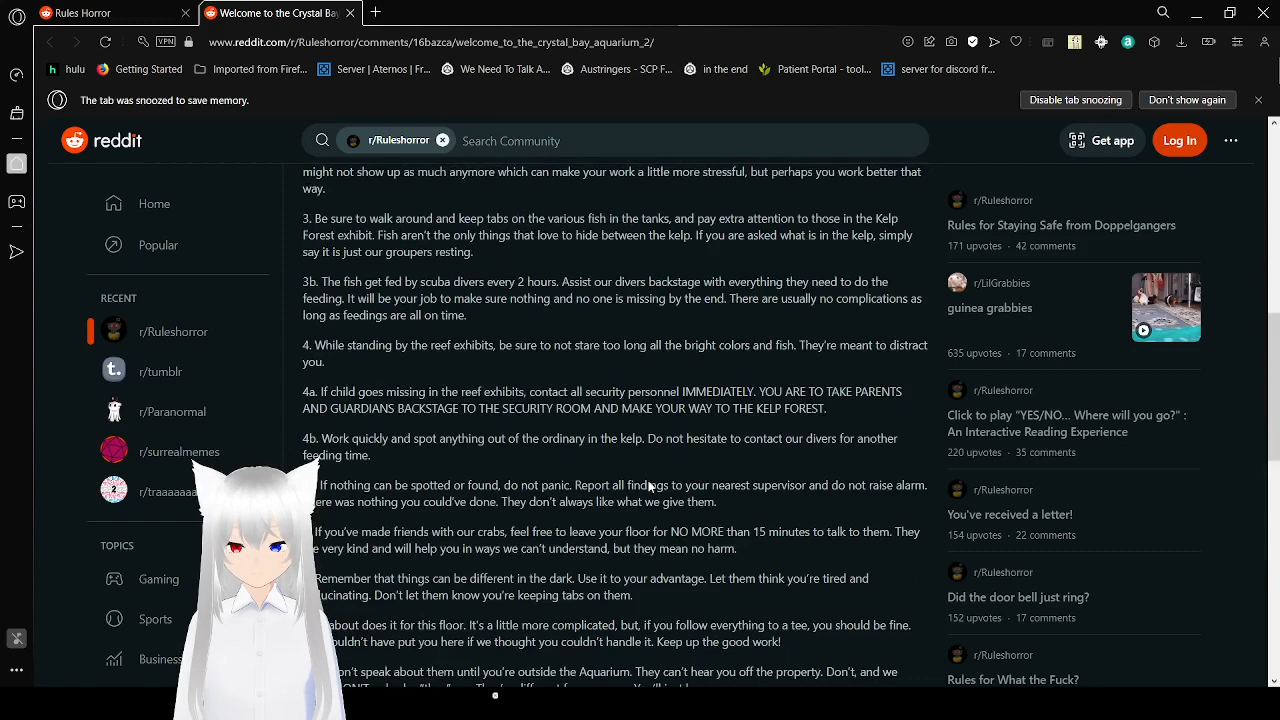 Rules Horror
Welcome to the Crystal Bay
VPN
www.reddit.com/r/Ruleshorror/comments/16bazca/welcome_to_the_crystal_bay_aquarium_2/
hulu
Getting Started
Imported from Firef...
Server | Aternos | Fr...
We Need To Talk A...
Austringers - SCP F...
in the end
Patient Portal - tool...
server for discord fr...
The tab was snoozed to save memory.
Disable tab snoozing
Don't show again
reddit
r/Ruleshorror
Search Community
Get app
Log In
Home
Popular
RECENT
r/Ruleshorror
r/tumblr
r/Paranormal
r/surrealmemes
r/traaaaaaa
TOPICS
Gaming
Sports
Business
might not show up as much anymore which can make your work a little more stressful, but perhaps you work better that
way.
3. Be sure to walk around and keep tabs on the various fish in the tanks, and pay extra attention to those in the Kelp
Forest exhibit. Fish aren't the only things that love to hide between the kelp. If you are asked what is in the kelp, simply
say it is just our groupers resting.
3b. The fish get fed by scuba divers every 2 hours. Assist our divers backstage with everything they need to do the
feeding. It will be your job to make sure nothing and no one is missing by the end. There are usually no complications as
long as feedings are all on time.
4. While standing by the reef exhibits, be sure to not stare too long all the bright colors and fish. They're meant to distract
you.
4a. If child goes missing in the reef exhibits, contact all security personnel IMMEDIATELY. YOU ARE TO TAKE PARENTS
AND GUARDIANS BACKSTAGE TO THE SECURITY ROOM AND MAKE YOUR WAY TO THE KELP FOREST.
4b. Work quickly and spot anything out of the ordinary in the kelp. Do not hesitate to contact our divers for another
feeding time.
If nothing can be spotted or found, do not panic. Report all findings to your nearest supervisor and do not raise alarm.
ere was nothing you could've done. They don't always like what we give them.
If you've made friends with our crabs, feel free to leave your floor for NO MORE than 15 minutes to talk to them. They
e very kind and will help you in ways we can't understand, but they mean no harm.
Remember that things can be different in the dark. Use it to your advantage. Let them think you're tired and
ucinating. Don't let them know you're keeping tabs on them.
about does it for this floor. It's a little more complicated, but, if you follow everything to a tee, you should be fine.
ouldn't have put you here if we thought you couldn't handle it. Keep up the good work!
n't speak about them until you're outside the Aquarium. They can't hear you off the property. Don't, and we
r/Ruleshorror
Rules for Staying Safe from Doppelgangers
171 upvotes · 42 comments
r/LilGrabbies
guinea grabbies
635 upvotes · 17 comments
r/Ruleshorror
Click to play "YES/NO... Where will you go?" :
An Interactive Reading Experience
220 upvotes · 35 comments
r/Ruleshorror
You've received a letter!
154 upvotes · 22 comments
r/Ruleshorror
Did the door bell just ring?
152 upvotes · 17 comments
r/Ruleshorror
Rules for What the Fuck?